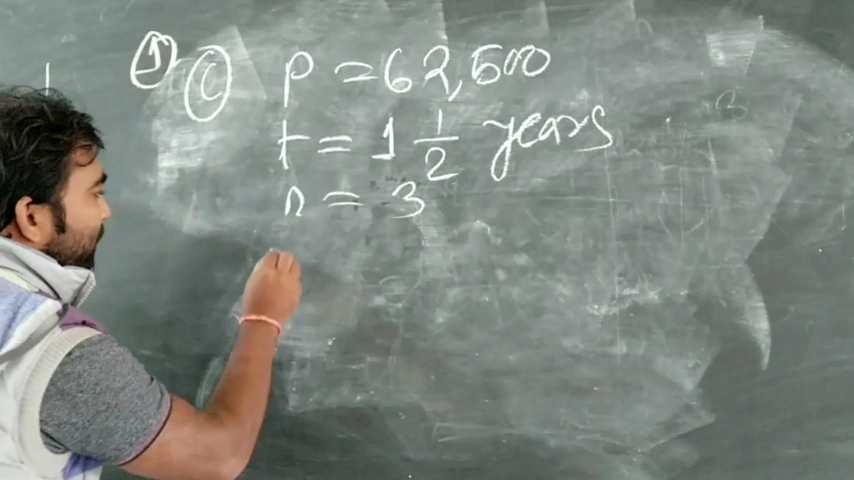 ① Ⓒ P = 62,500
t = 1 1/2 years
n = 3